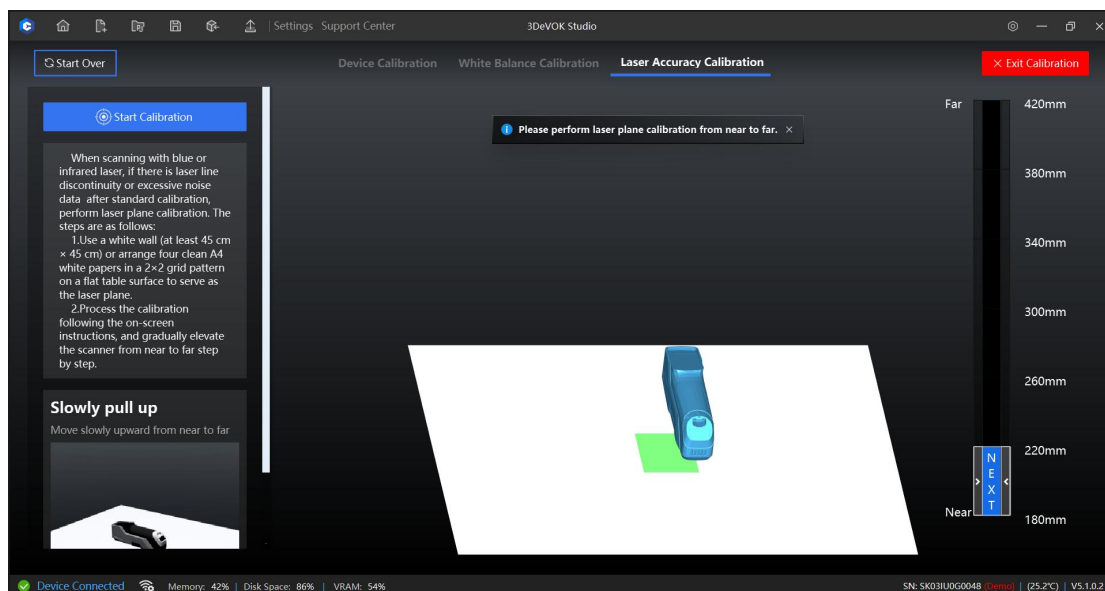 Settings Support Center
3DeVOK Studio
Start Over
Device Calibration
White Balance Calibration
Laser Accuracy Calibration
Exit Calibration
Start Calibration
When scanning with blue or
infrared laser, if there is laser line
discontinuity or excessive noise
data after standard calibration,
perform laser plane calibration. The
steps are as follows:
1.Use a white wall (at least 45 cm
× 45 cm) or arrange four clean A4
white papers in a 2×2 grid pattern
on a flat table surface to serve as
the laser plane.
2.Process the calibration
following the on-screen
instructions, and gradually elevate
the scanner from near to far step
by step.
Slowly pull up
Move slowly upward from near to far
Please perform laser plane calibration from near to far.
Far
420mm
380mm
340mm
300mm
260mm
220mm
NEXT
Near
180mm
Device Connected
Memory: 42% | Disk Space: 86% | VRAM: 54%
SN: SK03IU0G0048 (Demo) | (25.2℃) | V5.1.0.2